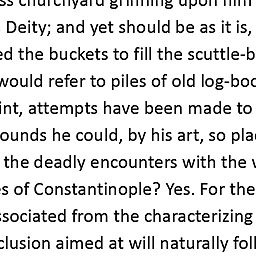 churchyard grinning upon him
Deity; and yet should be as it is,
the buckets to fill the scuttle-b
would refer to piles of old log-boo
int, attempts have been made to
ounds he could, by his art, so pla
the deadly encounters with the
s of Constantinople? Yes. For the
ssociated from the characterizing
clusion aimed at will naturally foll